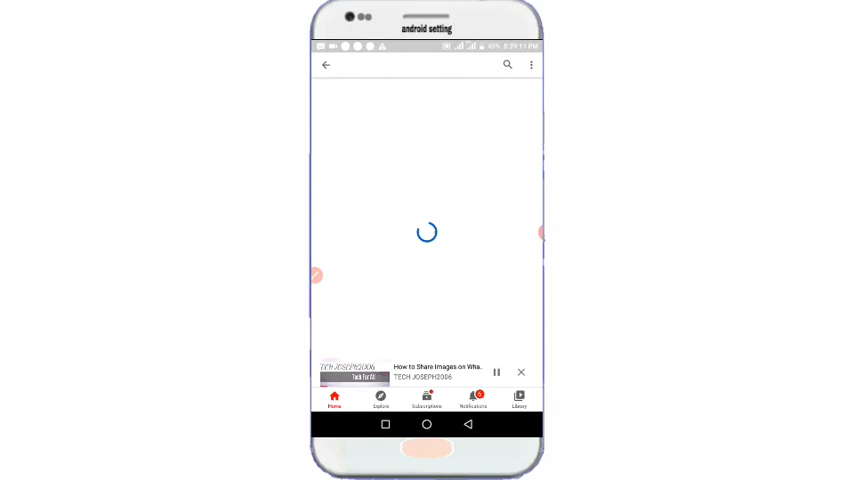 android setting
40% 8:39:11 PM
TECH JOSEPH2006
Tech For All
How to Share Images on Wha..
TECH JOSEPH2006
6
Home
Explore
Subscriptions
Notifications
Library